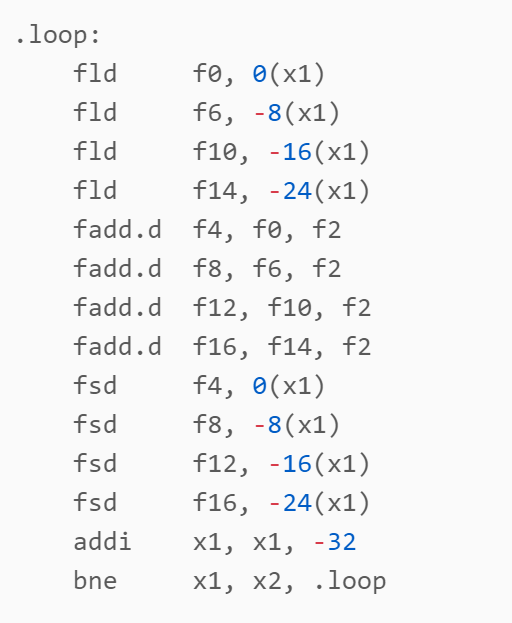 .loop:
    fld     f0, 0(x1)
    fld     f6, -8(x1)
    fld     f10, -16(x1)
    fld     f14, -24(x1)
    fadd.d  f4, f0, f2
    fadd.d  f8, f6, f2
    fadd.d  f12, f10, f2
    fadd.d  f16, f14, f2
    fsd     f4, 0(x1)
    fsd     f8, -8(x1)
    fsd     f12, -16(x1)
    fsd     f16, -24(x1)
    addi    x1, x1, -32
    bne     x1, x2, .loop